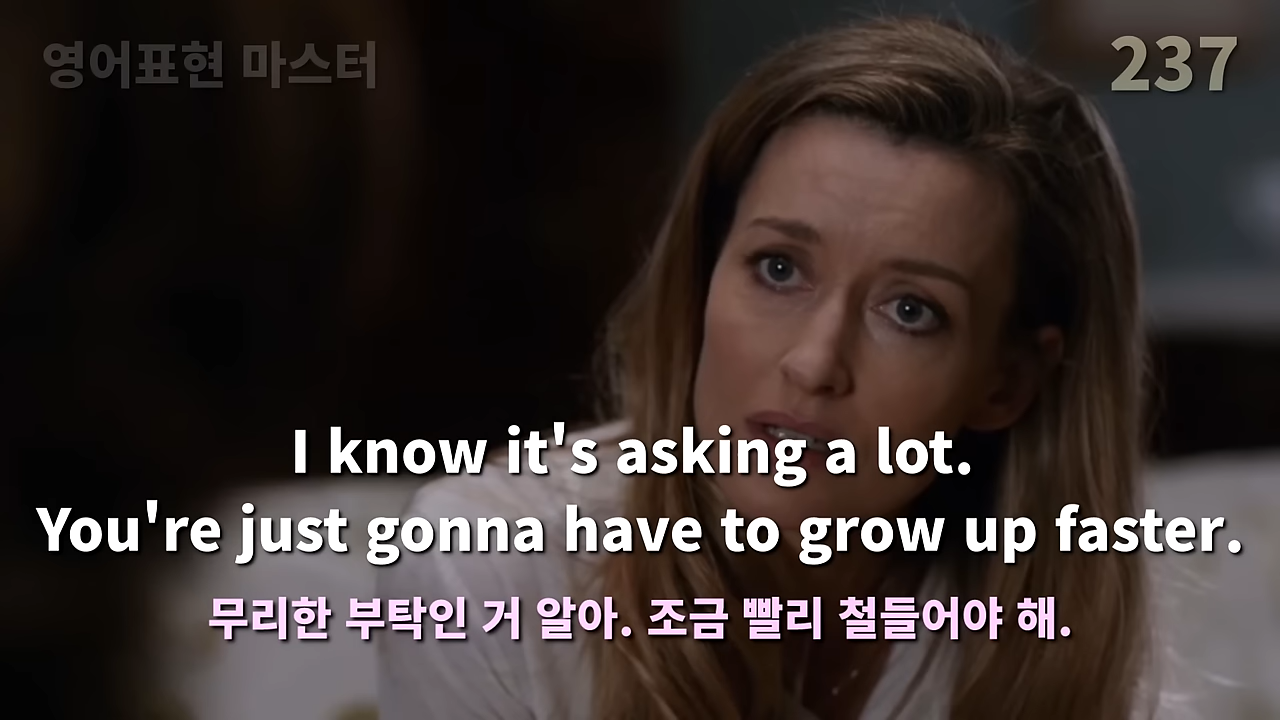 영어표현 마스터
237
I know it's asking a lot.
You're just gonna have to grow up faster.
무리한 부탁인 거 알아. 조금 빨리 철들어야 해.